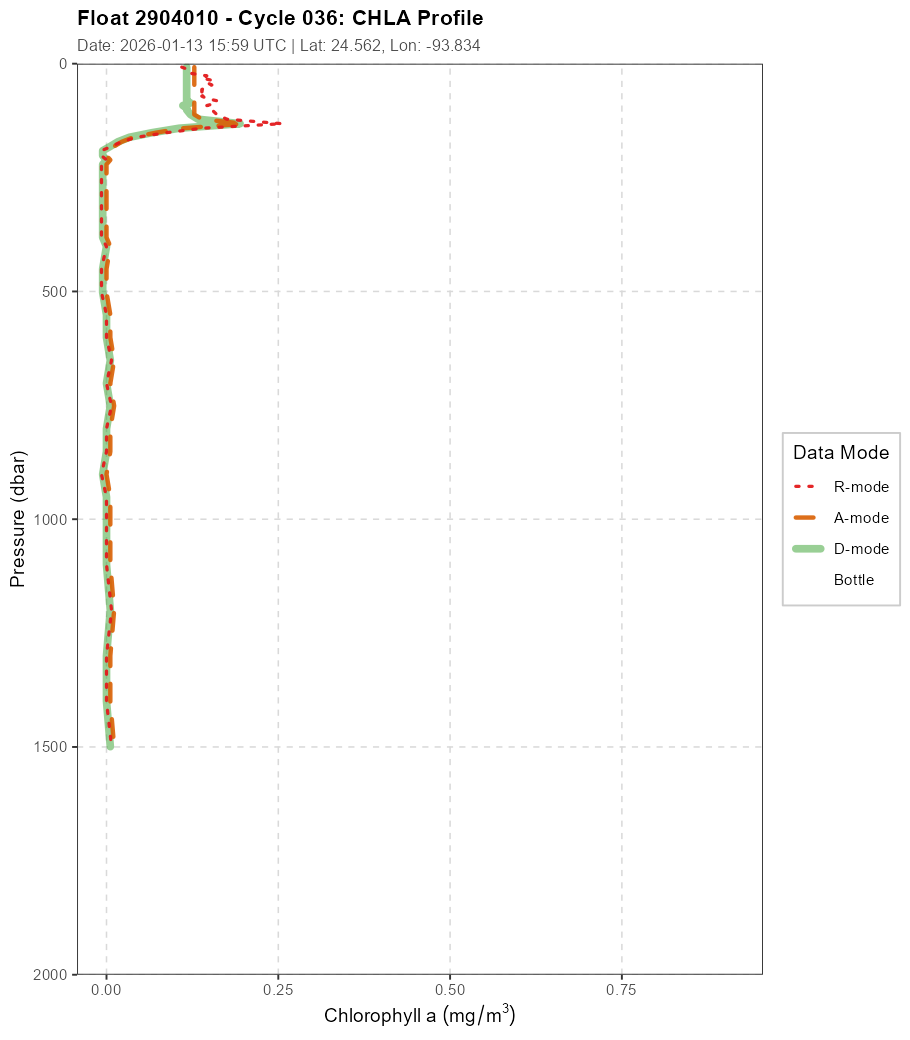 Float 2904010 - Cycle 036: CHLA Profile
Date: 2026-01-13 15:59 UTC | Lat: 24.562, Lon: -93.834
0
500
1000
1500
2000
Pressure (dbar)
0.00
0.25
0.50
0.75
Chlorophyll a (mg/m³)
Data Mode
R-mode
A-mode
D-mode
Bottle